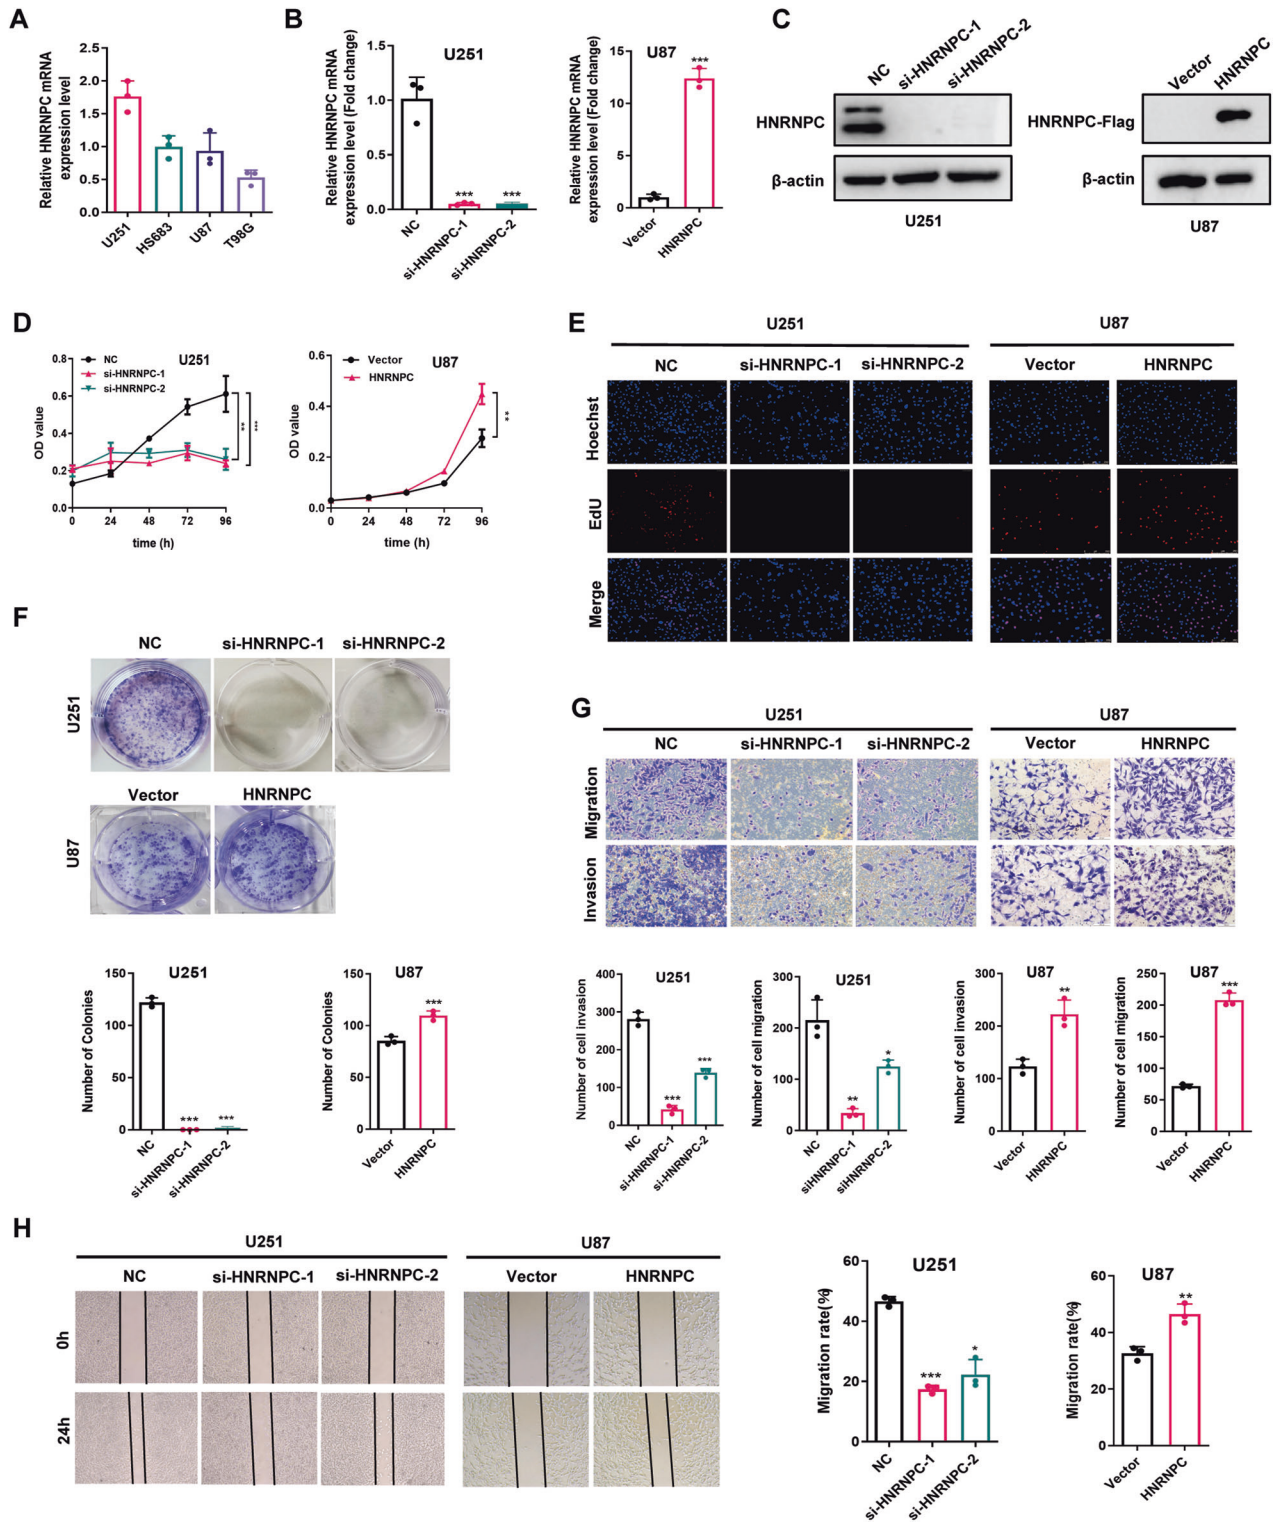 A
Relative HNRNPC mRNA
expression level
2.5
2.0
1.5
1.0
0.5
0.0
U251
HS683
U87
T98G
B
Relative HNRNPC mRNA
expression level (Fold change)
U251
1.5
1.0
0.5
0.0
***
***
NC
si-HNRNPC-1
si-HNRNPC-2
Relative HNRNPC mRNA
expression level (Fold change)
U87
15
10
5
0
***
Vector
HNRNPC
C
NC
si-HNRNPC-1
si-HNRNPC-2
HNRNPC
β-actin
U251
Vector
HNRNPC
HNRNPC-Flag
β-actin
U87
D
U251
NC
si-HNRNPC-1
si-HNRNPC-2
OD value
0.8
0.6
0.4
0.2
0.0
**
***
0 24 48 72 96
time (h)
U87
Vector
HNRNPC
OD value
0.6
0.4
0.2
0.0
**
0 24 48 72 96
time (h)
E
U251
U87
NC
si-HNRNPC-1
si-HNRNPC-2
Vector
HNRNPC
Hoechst
EdU
Merge
F
NC
si-HNRNPC-1
si-HNRNPC-2
U251
Vector
HNRNPC
U87
U251
Number of Colonies
150
100
50
0
***
***
NC
si-HNRNPC-1
si-HNRNPC-2
U87
Number of Colonies
150
100
50
0
***
Vector
HNRNPC
G
U251
U87
NC
si-HNRNPC-1
si-HNRNPC-2
Vector
HNRNPC
Migration
Invasion
U251
Number of cell invasion
400
300
200
100
0
***
***
NC
si-HNRNPC-1
si-HNRNPC-2
U251
Number of cell migration
300
200
100
0
**
*
NC
siHNRNPC-1
siHNRNPC-2
U87
Number of cell invasion
300
200
100
0
**
Vector
HNRNPC
U87
Number of cell migration
250
200
150
100
50
0
***
Vector
HNRNPC
H
U251
U87
NC
si-HNRNPC-1
si-HNRNPC-2
Vector
HNRNPC
0h
24h
U251
Migration rate(%)
60
40
20
0
***
*
NC
si-HNRNPC-1
si-HNRNPC-2
U87
Migration rate(%)
60
40
20
0
**
Vector
HNRNPC